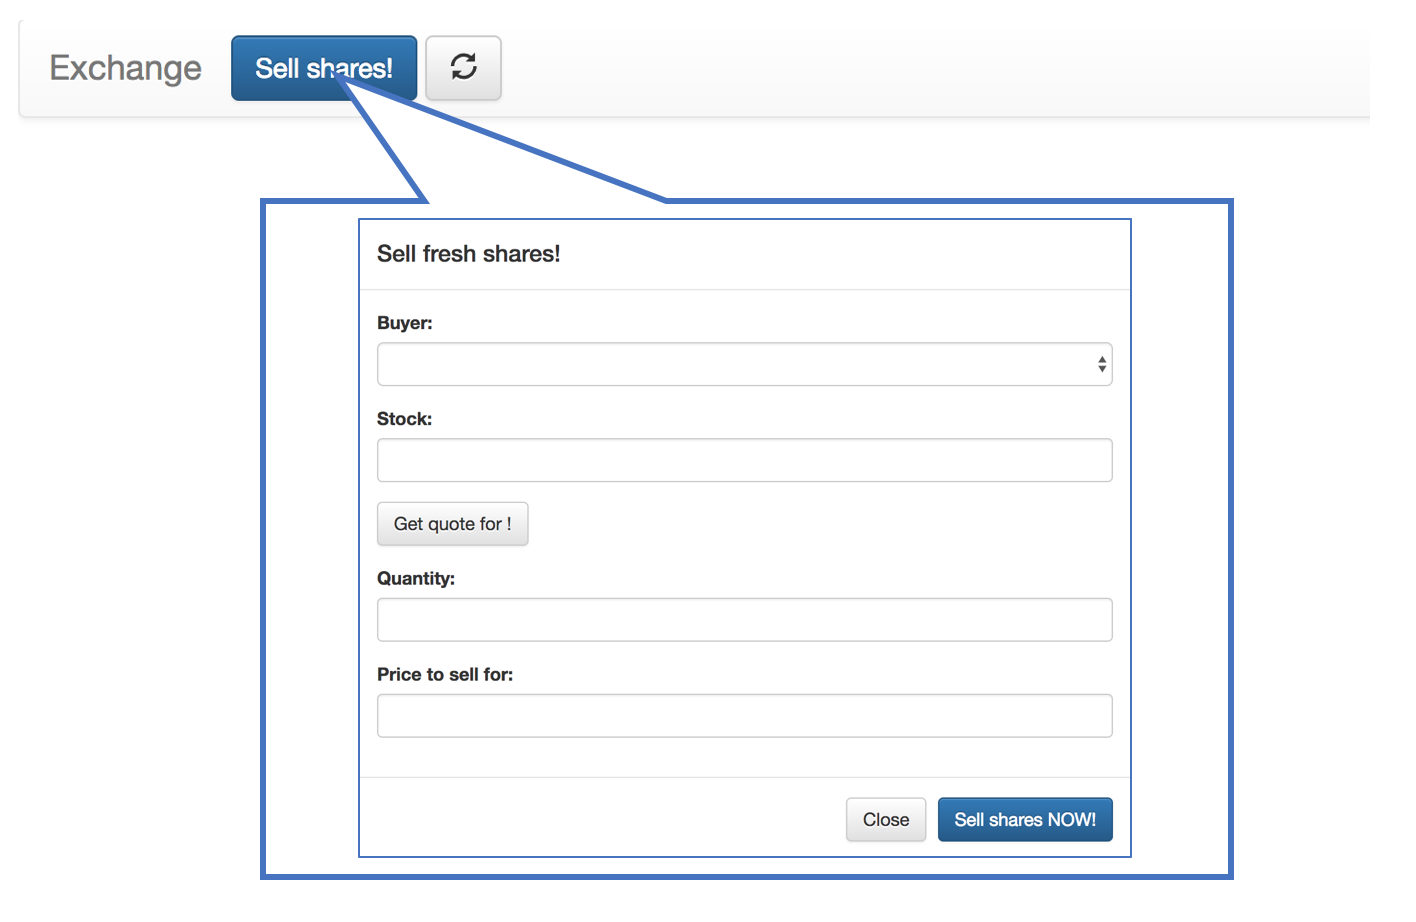 Exchange Sell shares!
Sell fresh shares!
Buyer:
Stock:
Get quote for !
Quantity:
Price to sell for:
Close Sell shares NOW!